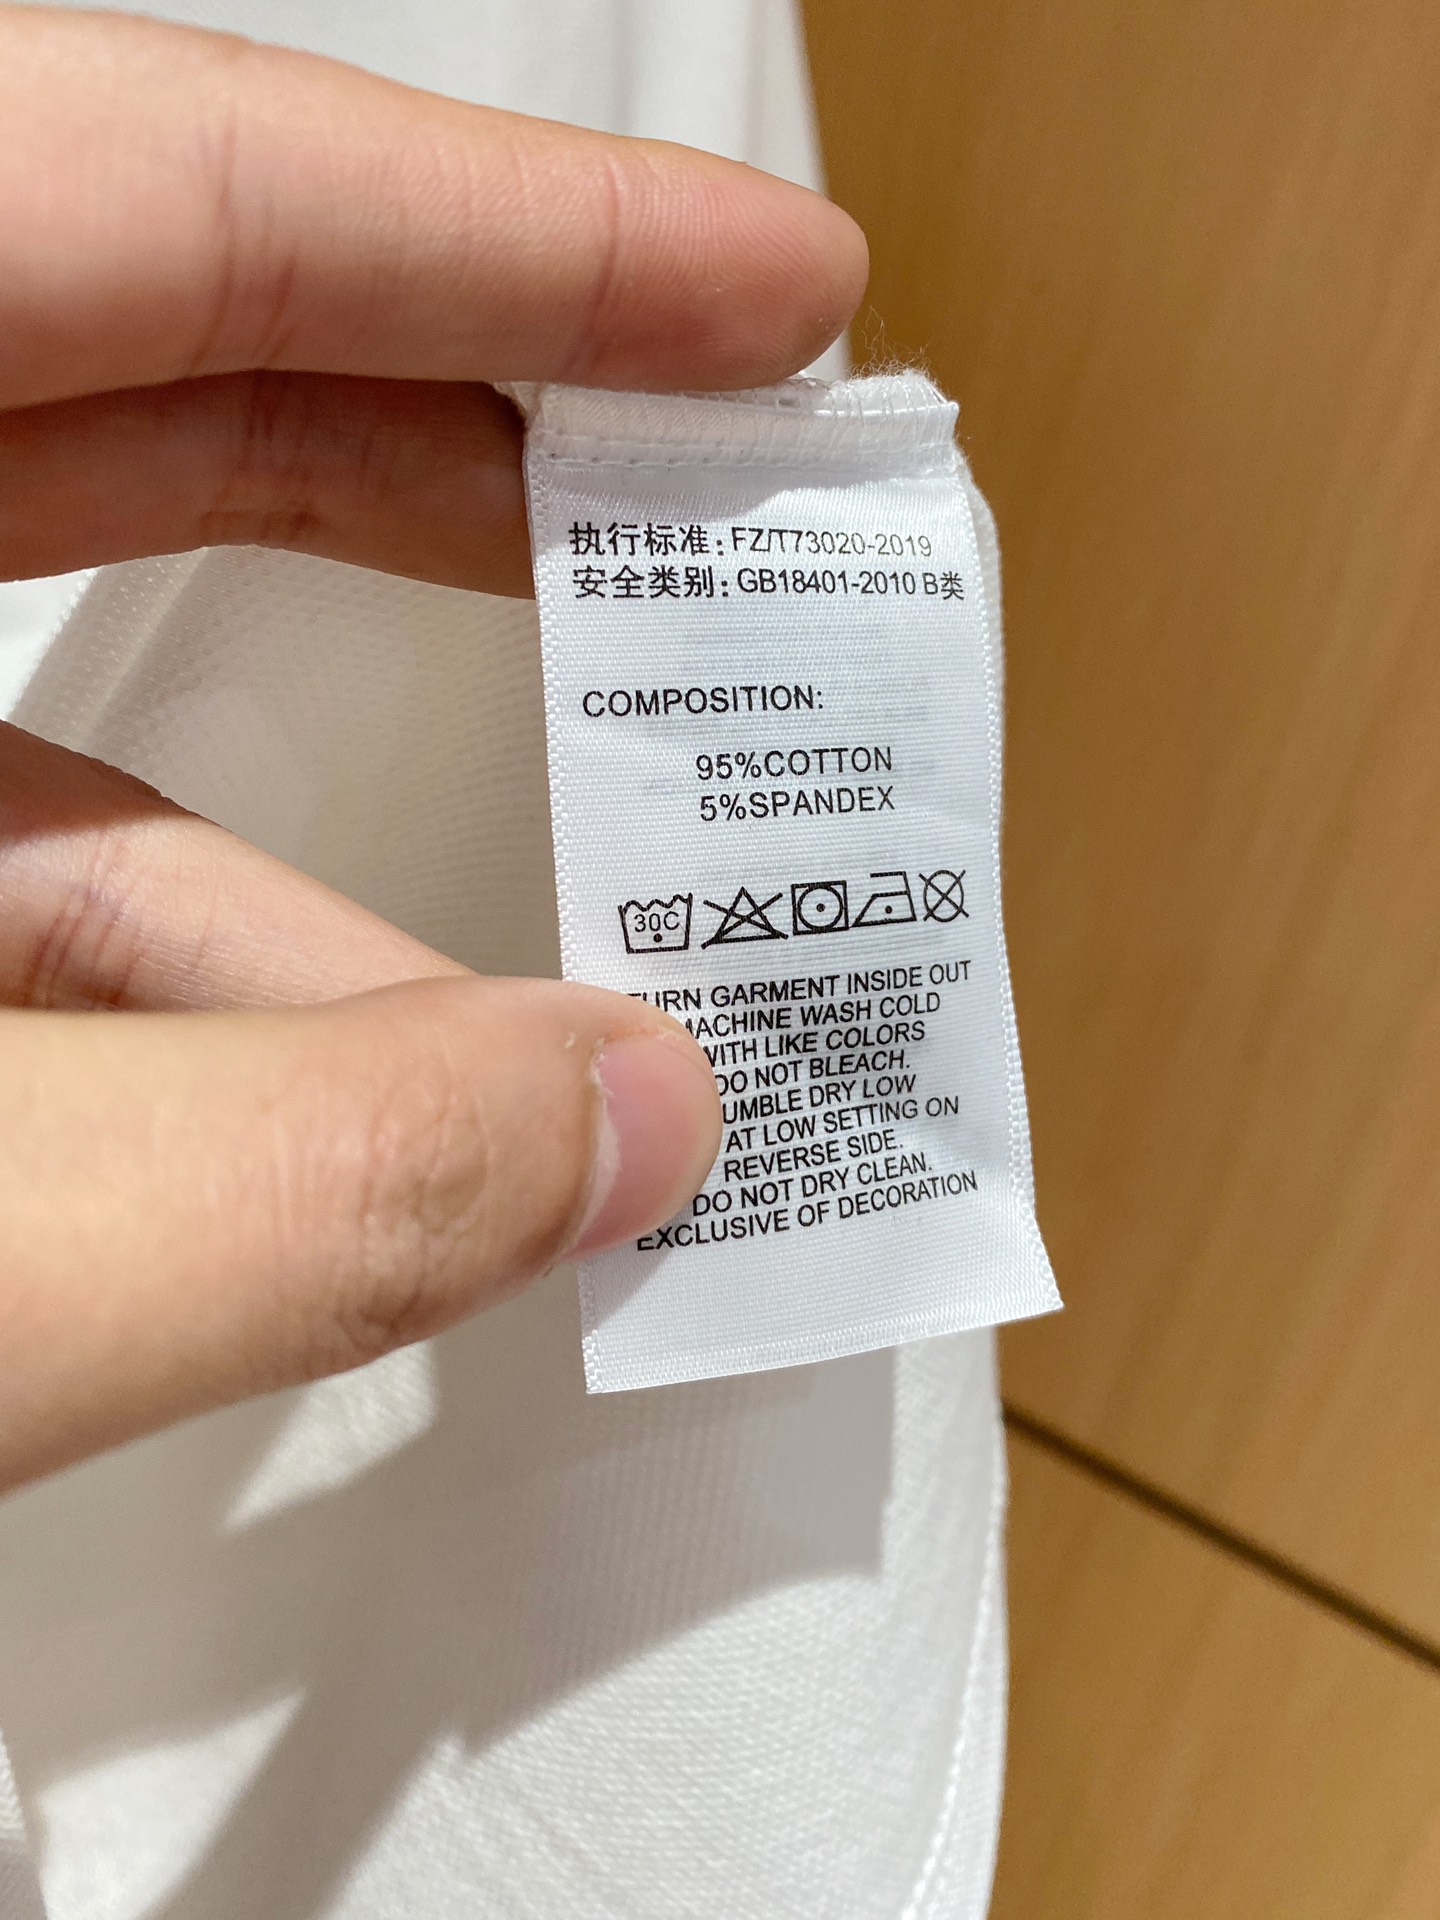 执行标准：FZ/T73020-2019
安全类别：GB18401-2010 B类
COMPOSITION:
95%COTTON
5%SPANDEX
30C
TURN GARMENT INSIDE OUT
MACHINE WASH COLD
WITH LIKE COLORS
DO NOT BLEACH.
TUMBLE DRY LOW
AT LOW SETTING ON
REVERSE SIDE.
DO NOT DRY CLEAN.
EXCLUSIVE OF DECORATION